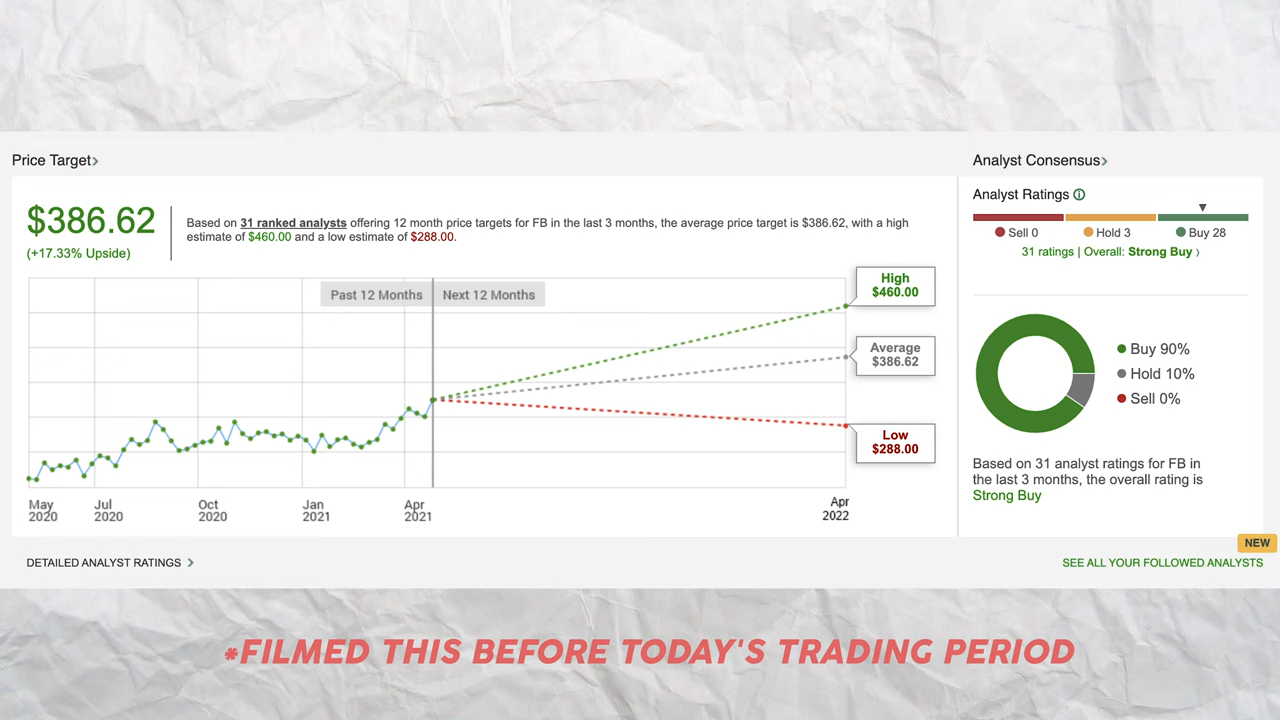 Price Target›
$386.62
(+17.33% Upside)
Based on 31 ranked analysts offering 12 month price targets for FB in the last 3 months, the average price target is $386.62, with a high
estimate of $460.00 and a low estimate of $288.00.
Past 12 Months
Next 12 Months
High
$460.00
Average
$386.62
Low
$288.00
May
2020
Jul
2020
Oct
2020
Jan
2021
Apr
2021
Apr
2022
DETAILED ANALYST RATINGS ›
Analyst Consensus›
Analyst Ratings
Sell 0
Hold 3
Buy 28
31 ratings | Overall: Strong Buy ›
Buy 90%
Hold 10%
Sell 0%
Based on 31 analyst ratings for FB in
the last 3 months, the overall rating is
Strong Buy
NEW
SEE ALL YOUR FOLLOWED ANALYSTS
*FILMED THIS BEFORE TODAY'S TRADING PERIOD